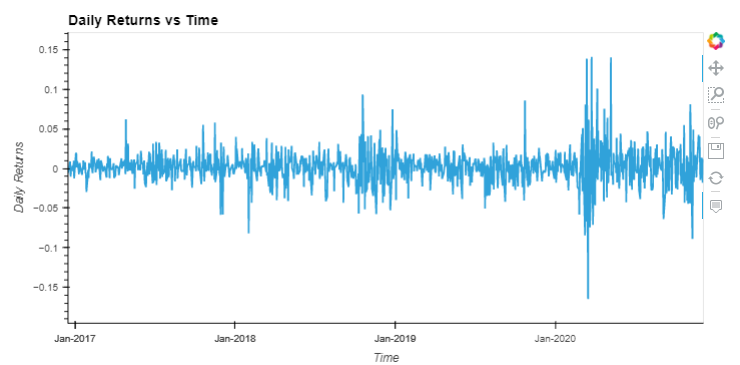 Daily Returns vs Time
0.15
0.1
0.05
0
−0.05
−0.1
−0.15
Daily Returns
Jan-2017 Jan-2018 Jan-2019 Jan-2020
Time